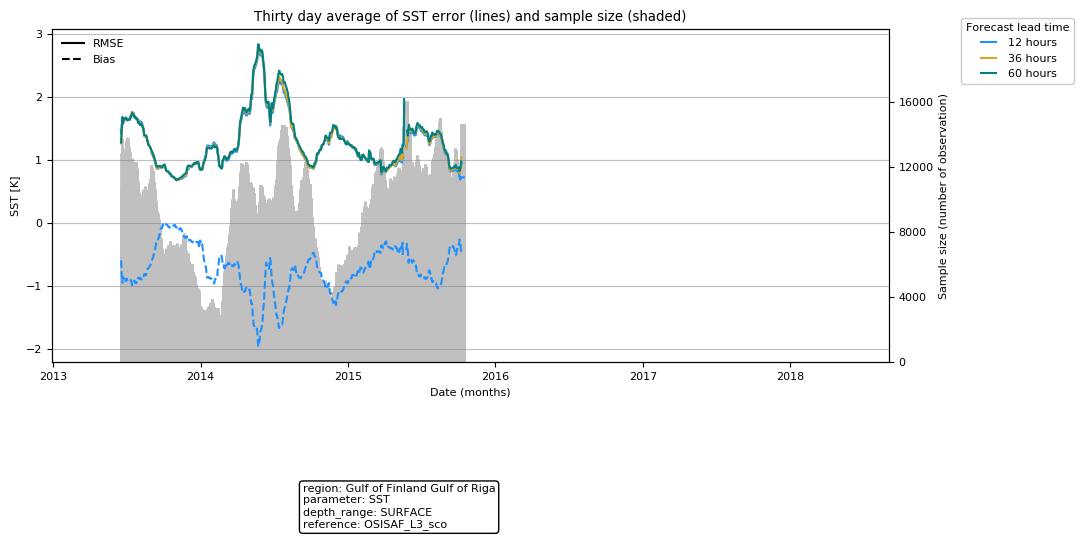 Thirty day average of SST error (lines) and sample size (shaded)
Forecast lead time
12 hours
36 hours
60 hours
RMSE
Bias
3
2
1
0
−1
−2
SST [K]
16000
12000
8000
4000
0
Sample size (number of observation)
2013
2014
2015
2016
2017
2018
Date (months)
region: Gulf of Finland Gulf of Riga
parameter: SST
depth_range: SURFACE
reference: OSISAF_L3_sco